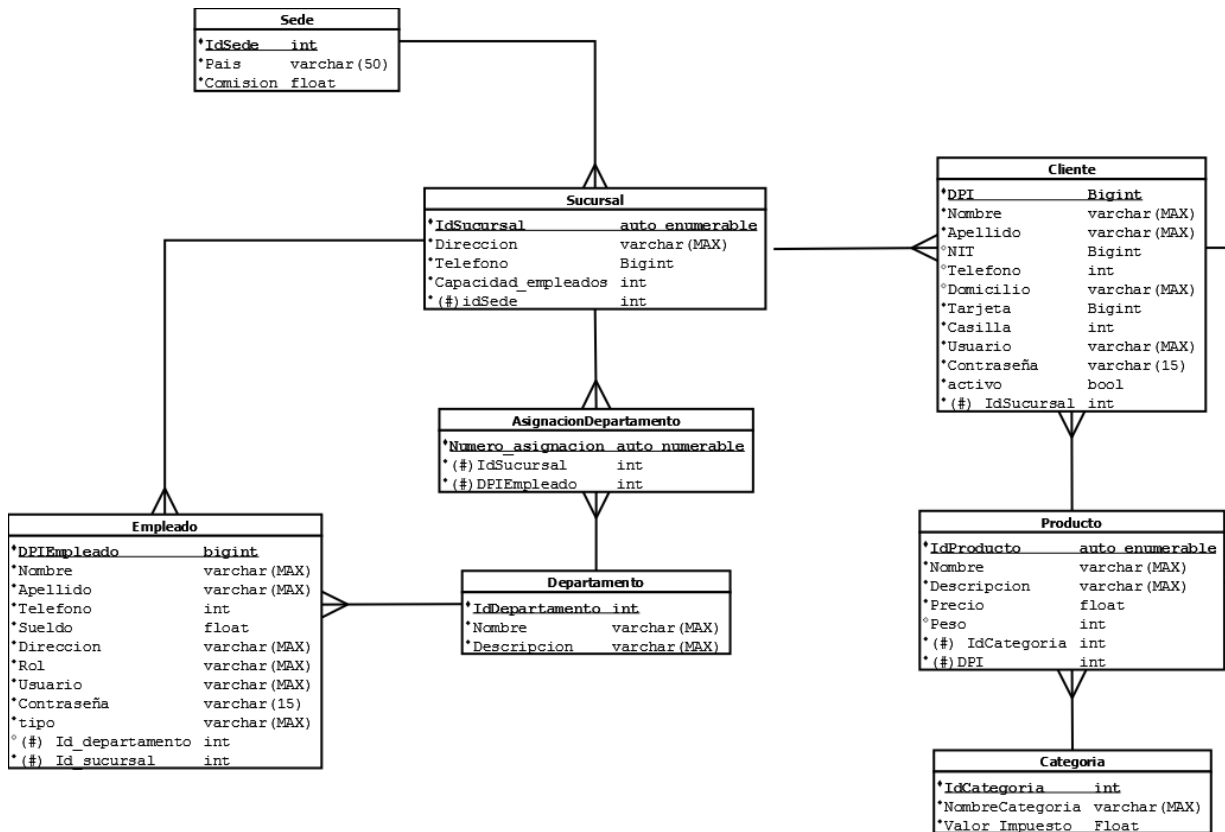 Sede
*IdSede int
*Pais varchar(50)
*Comision float
Sucursal
*IdSucursal auto enumerable
*Direccion varchar(MAX)
*Telefono Bigint
*Capacidad_empleados int
*(#)idSede int
Cliente
*DPI Bigint
*Nombre varchar(MAX)
*Apellido varchar(MAX)
°NIT Bigint
°Telefono int
°Domicilio varchar(MAX)
*Tarjeta Bigint
*Casilla int
*Usuario varchar(MAX)
*Contraseña varchar(15)
*activo bool
*(#) IdSucursal int
AsignacionDepartamento
*Numero_asignacion auto numerable
*(#)IdSucursal int
*(#)DPIEmpleado int
Empleado
*DPIEmpleado bigint
*Nombre varchar(MAX)
*Apellido varchar(MAX)
*Telefono int
*Sueldo float
*Direccion varchar(MAX)
*Rol varchar(MAX)
*Usuario varchar(MAX)
*Contraseña varchar(15)
*tipo varchar(MAX)
°(#) Id_departamento int
*(#) Id_sucursal int
Departamento
*IdDepartamento int
*Nombre varchar(MAX)
*Descripcion varchar(MAX)
Producto
*IdProducto auto enumerable
*Nombre varchar(MAX)
*Descripcion varchar(MAX)
*Precio float
°Peso int
*(#) IdCategoria int
*(#)DPI int
Categoria
*IdCategoria int
*NombreCategoria varchar(MAX)
*Valor_Impuesto Float